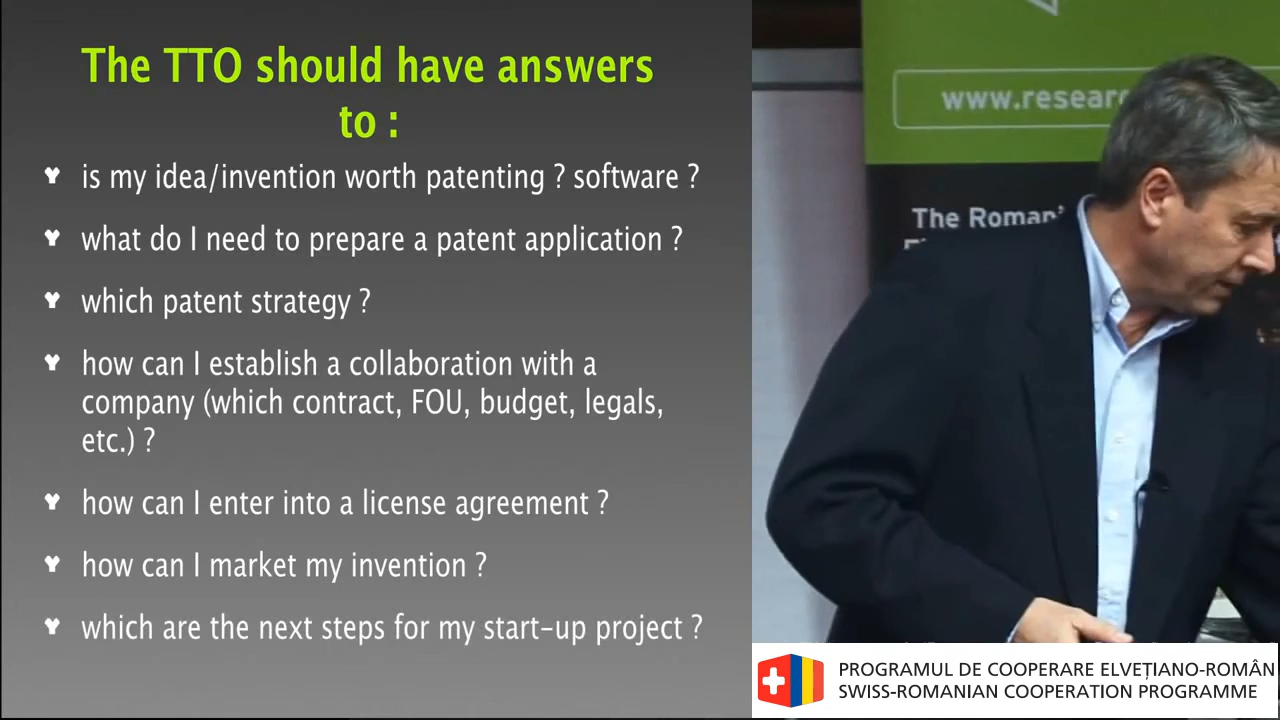 The TTO should have answers
to :
is my idea/invention worth patenting ? software ?
what do I need to prepare a patent application ?
which patent strategy ?
how can I establish a collaboration with a
company (which contract, FOU, budget, legals,
etc.) ?
how can I enter into a license agreement ?
how can I market my invention ?
which are the next steps for my start-up project ?
The
PROGRAMUL DE COOPERARE ELVEȚIANO-ROMÂN
SWISS-ROMANIAN COOPERATION PROGRAMME